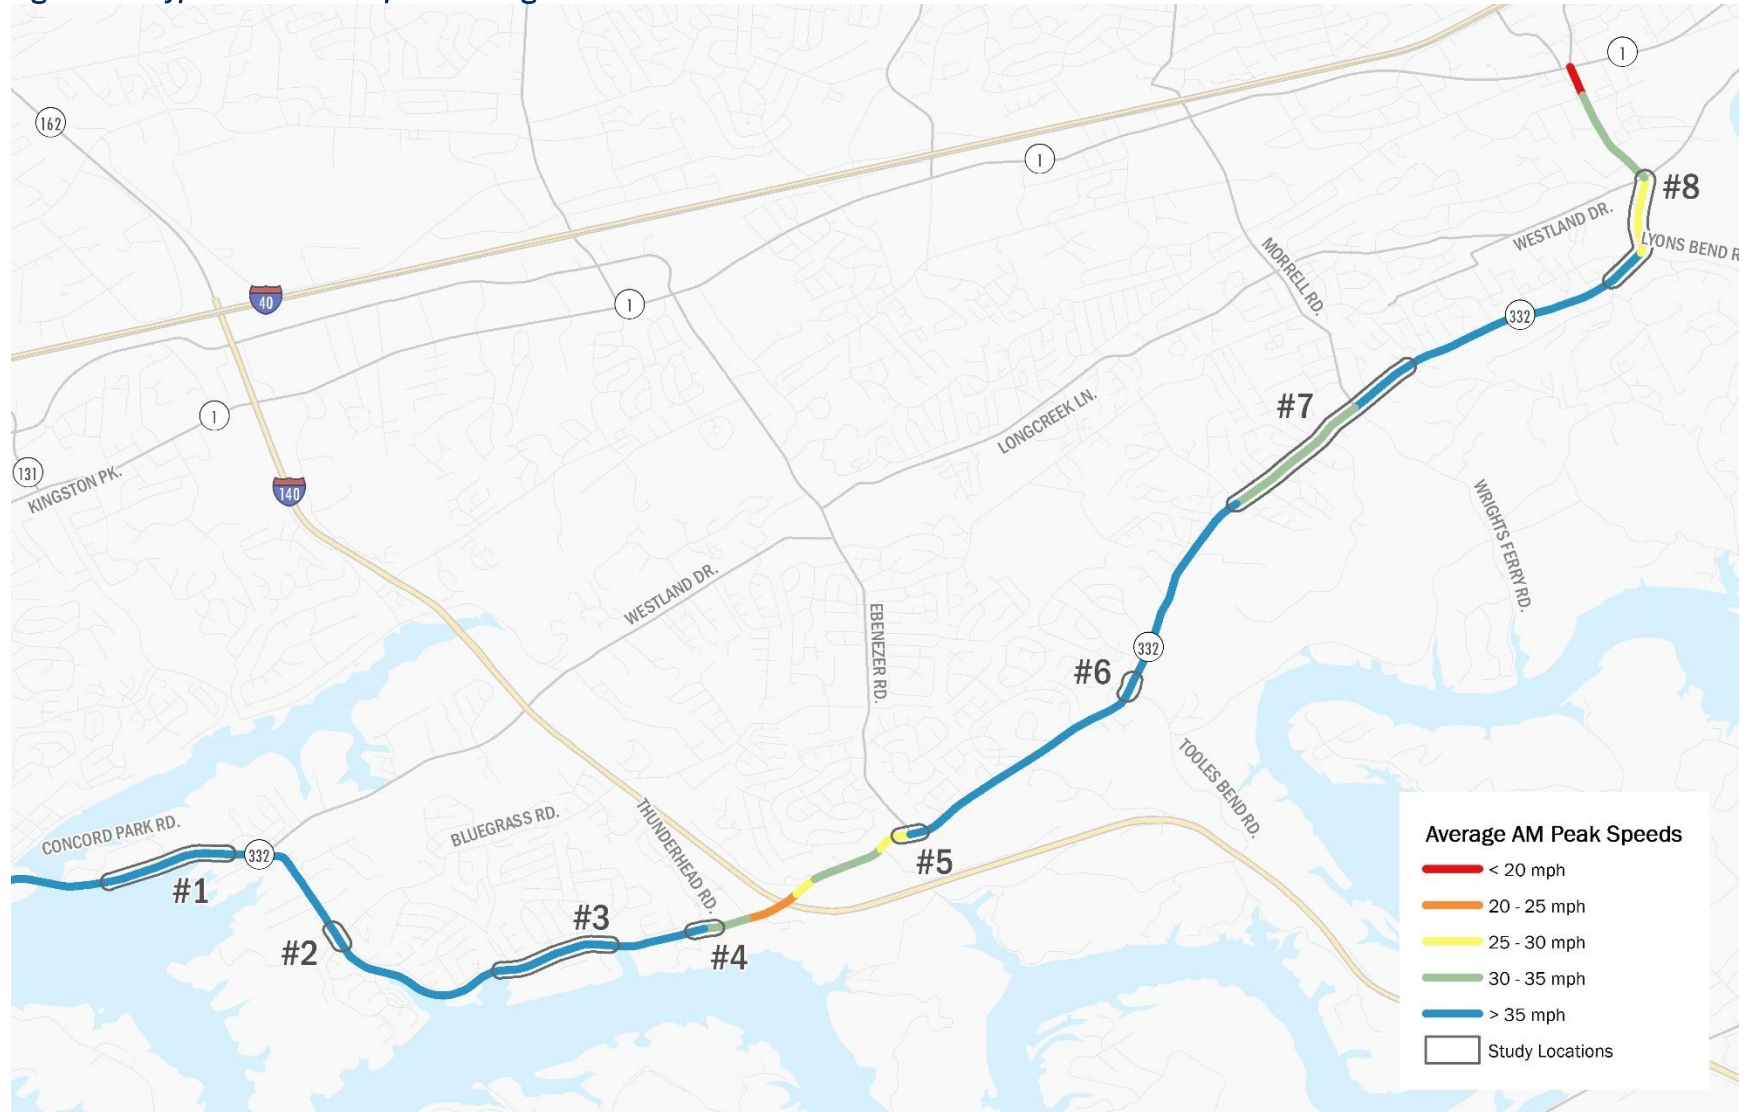 1
162
1
#8
WESTLAND DR.
LYONS BEND R
MORRELL RD.
40
1
332
1
#7
LONGCREEK LN.
131
KINGSTON PK.
140
WRIGHTS FERRY RD.
WESTLAND DR.
EBENEZER RD.
332
#6
TOOLES BEND RD.
THUNDERHEAD RD.
BLUEGRASS RD.
CONCORD PARK RD.
332
#5
#1
#3
#2
#4
Average AM Peak Speeds
< 20 mph
20 - 25 mph
25 - 30 mph
30 - 35 mph
> 35 mph
Study Locations